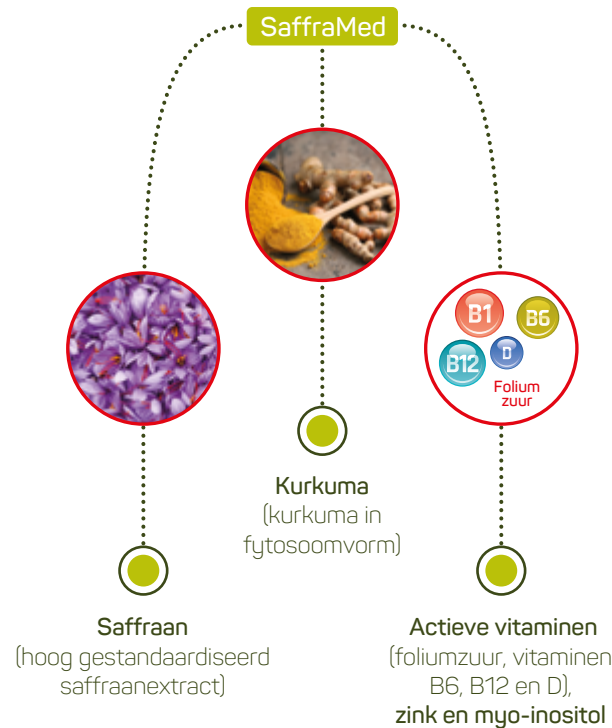 SaffraMed
B1
B6
B12
D
Folium
zuur
Kurkuma
(kurkuma in
fytosoomvorm)
Saffraan
(hoog gestandaardiseerd
saffraanextract)
Actieve vitaminen
(foliumzuur, vitaminen
B6, B12 en D),
zink en myo-inositol